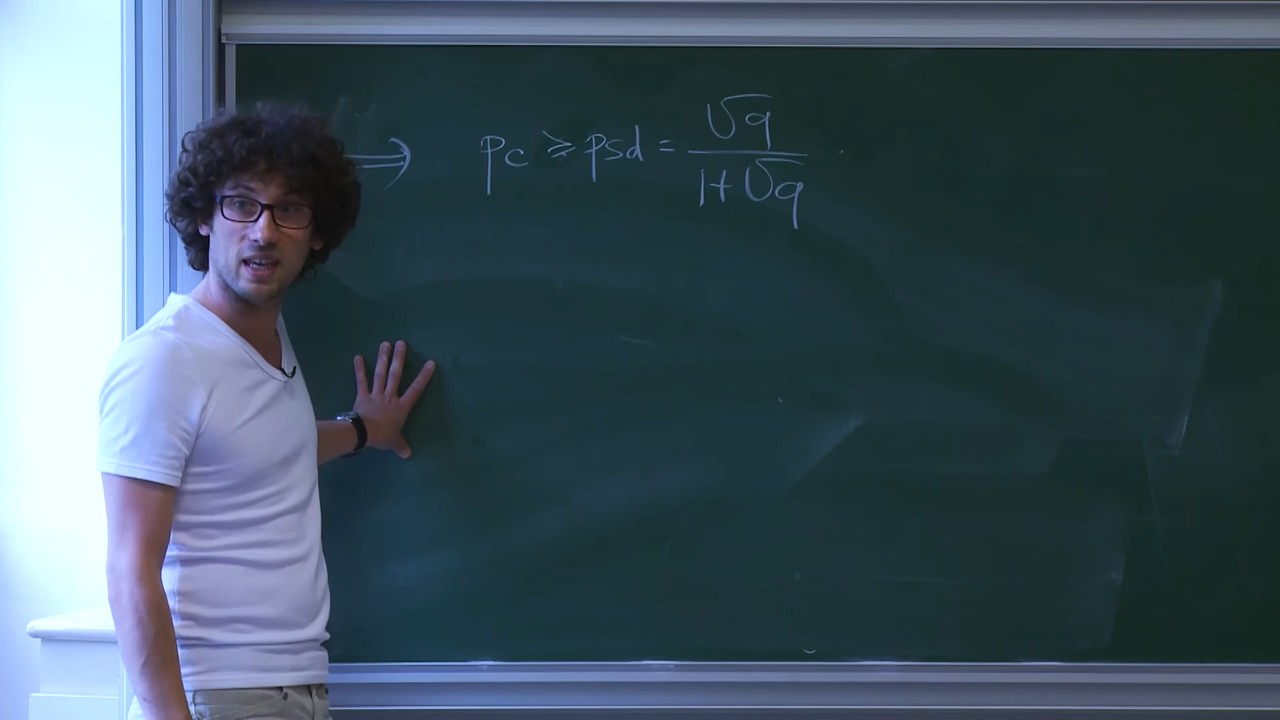 ⟹ pc ⩾ psd = √q / 1+√q